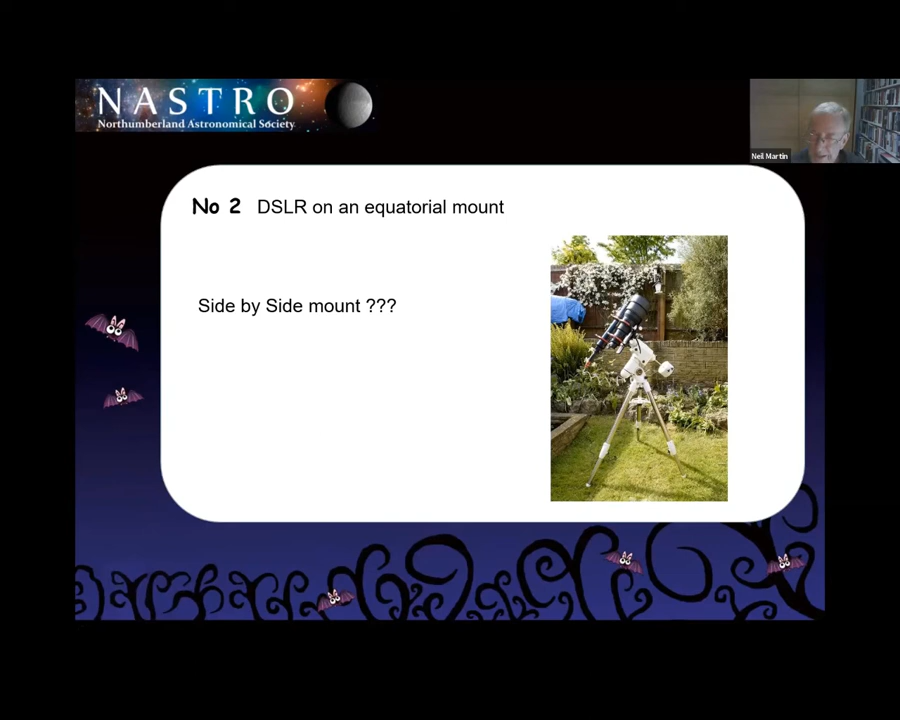 NASTRO
Northumberland Astronomical Society
Neil Martin
No 2 DSLR on an equatorial mount
Side by Side mount ???